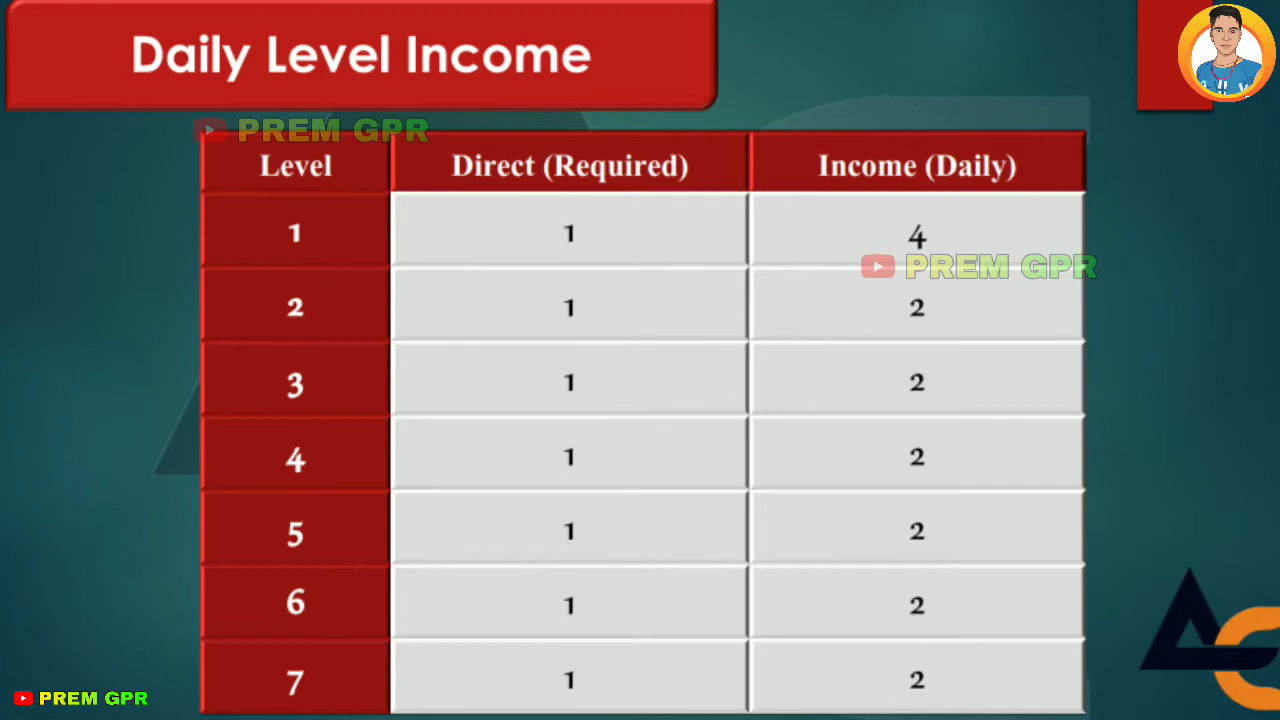 Daily Level Income
PREM GPR
Level Direct (Required) Income (Daily)
1 1 4
PREM GPR
2 1 2
3 1 2
4 1 2
5 1 2
6 1 2
7 1 2
PREM GPR